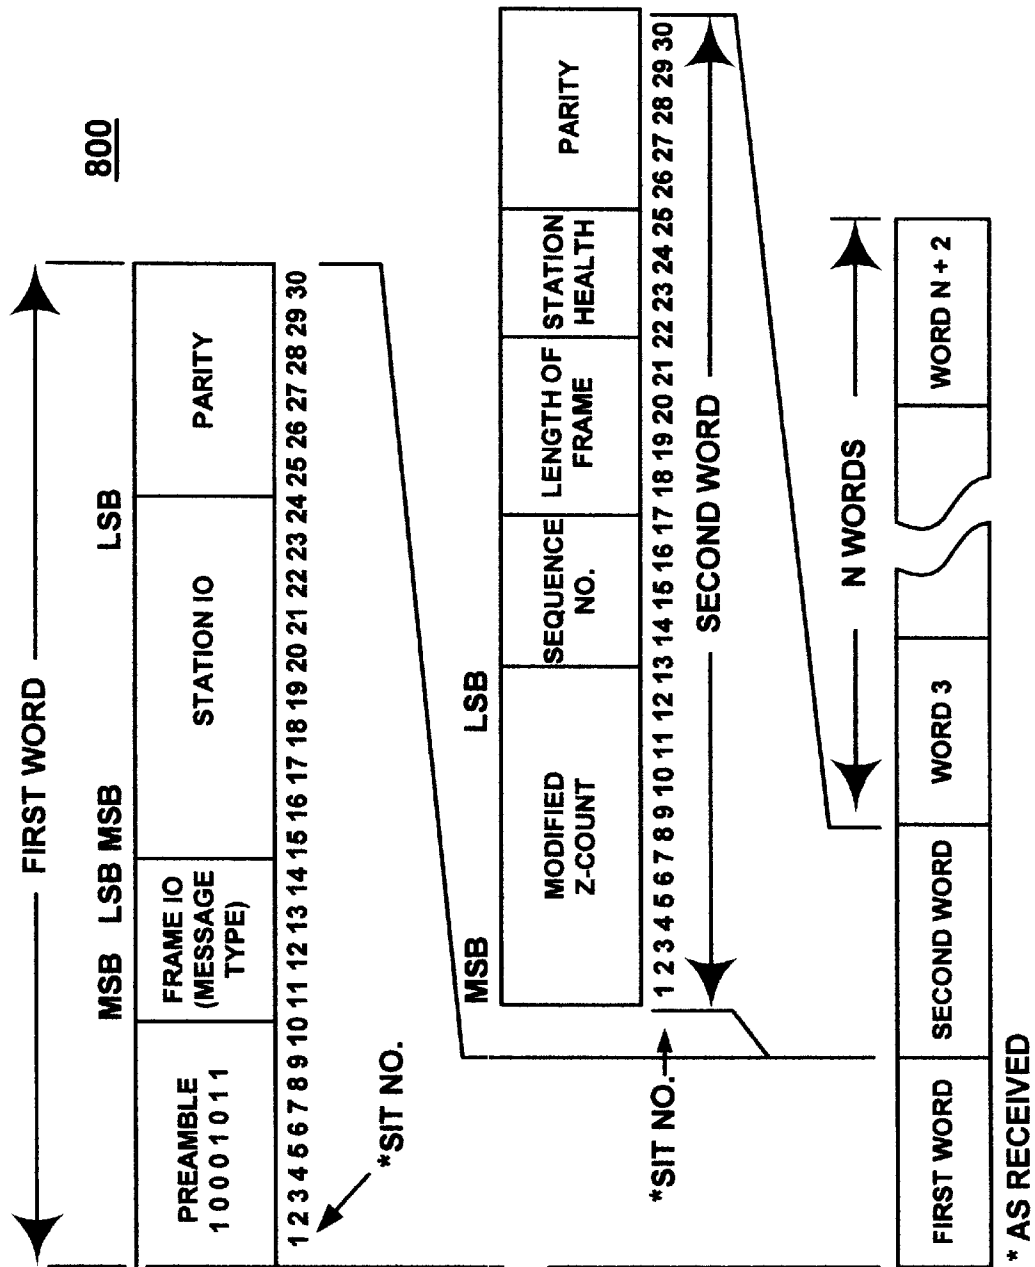 800
FIRST WORD
MSB LSB MSB LSB
PREAMBLE
1 0 0 0 1 0 1 1
FRAME IO
(MESSAGE
TYPE)
STATION IO
PARITY
1 2 3 4 5 6 7 8 9 10 11 12 13 14 15 16 17 18 19 20 21 22 23 24 25 26 27 28 29 30
*SIT NO.
MSB LSB
MODIFIED
Z-COUNT
SEQUENCE
NO.
LENGTH OF
FRAME
STATION
HEALTH
PARITY
1 2 3 4 5 6 7 8 9 10 11 12 13 14 15 16 17 18 19 20 21 22 23 24 25 26 27 28 29 30
*SIT NO.
SECOND WORD
N WORDS
FIRST WORD
SECOND WORD
WORD 3
WORD N + 2
* AS RECEIVED